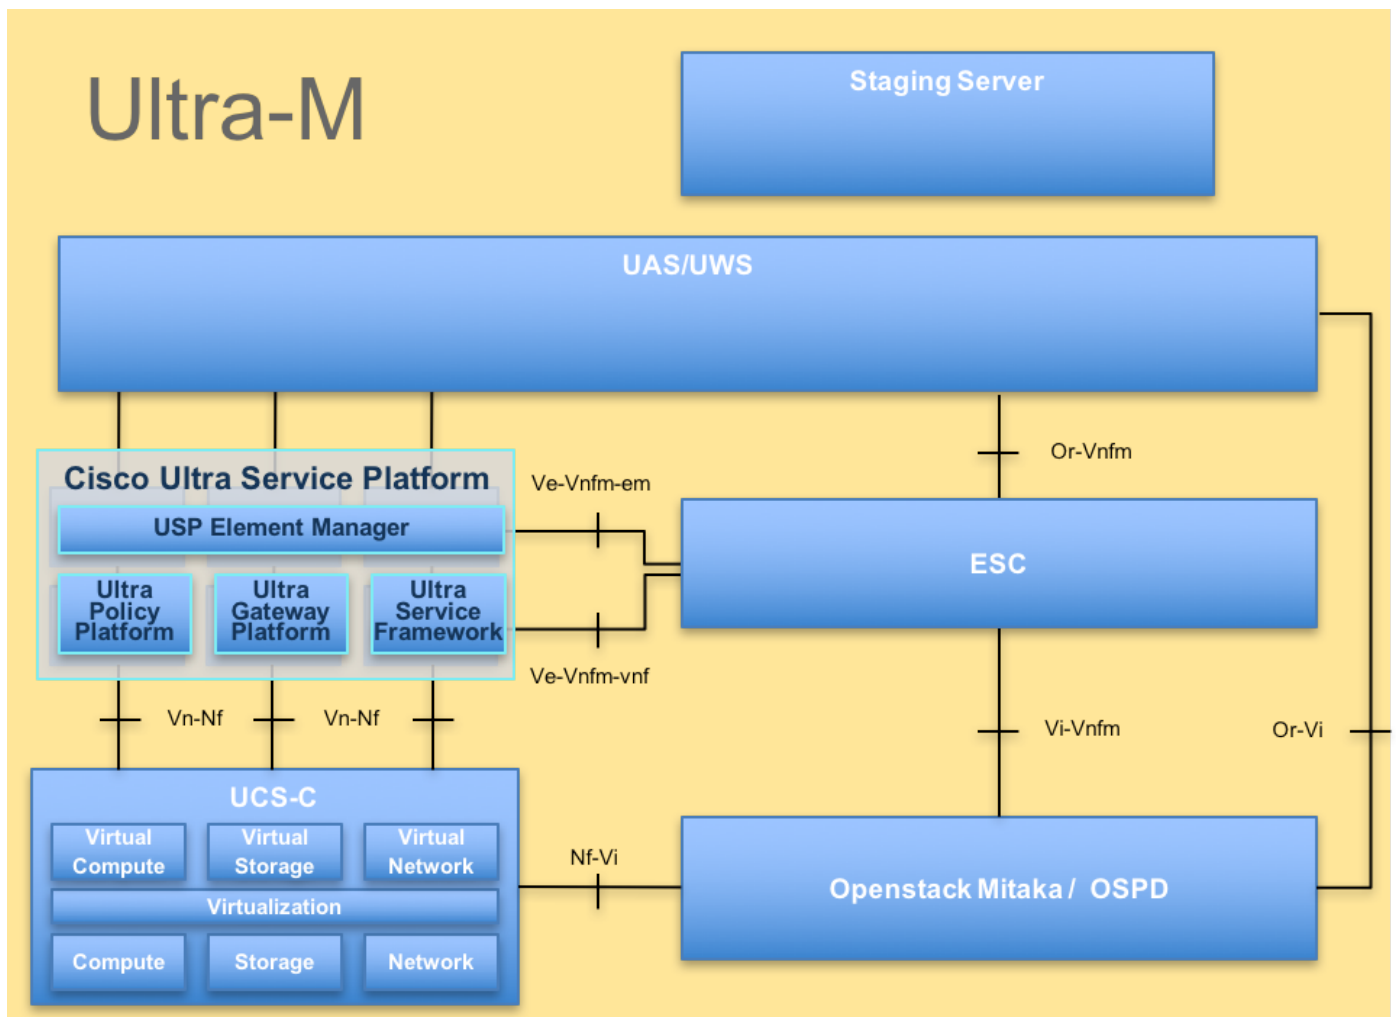 Ultra-M
Staging Server
UAS/UWS
Or-Vnfm
Cisco Ultra Service Platform
Ve-Vnfm-em
USP Element Manager
ESC
Ultra
Policy
Platform
Ultra
Gateway
Platform
Ultra
Service
Framework
Ve-Vnfm-vnf
Vn-Nf
Vn-Nf
Vi-Vnfm
Or-Vi
UCS-C
Virtual
Compute
Virtual
Storage
Virtual
Network
Nf-Vi
Openstack Mitaka / OSPD
Virtualization
Compute
Storage
Network